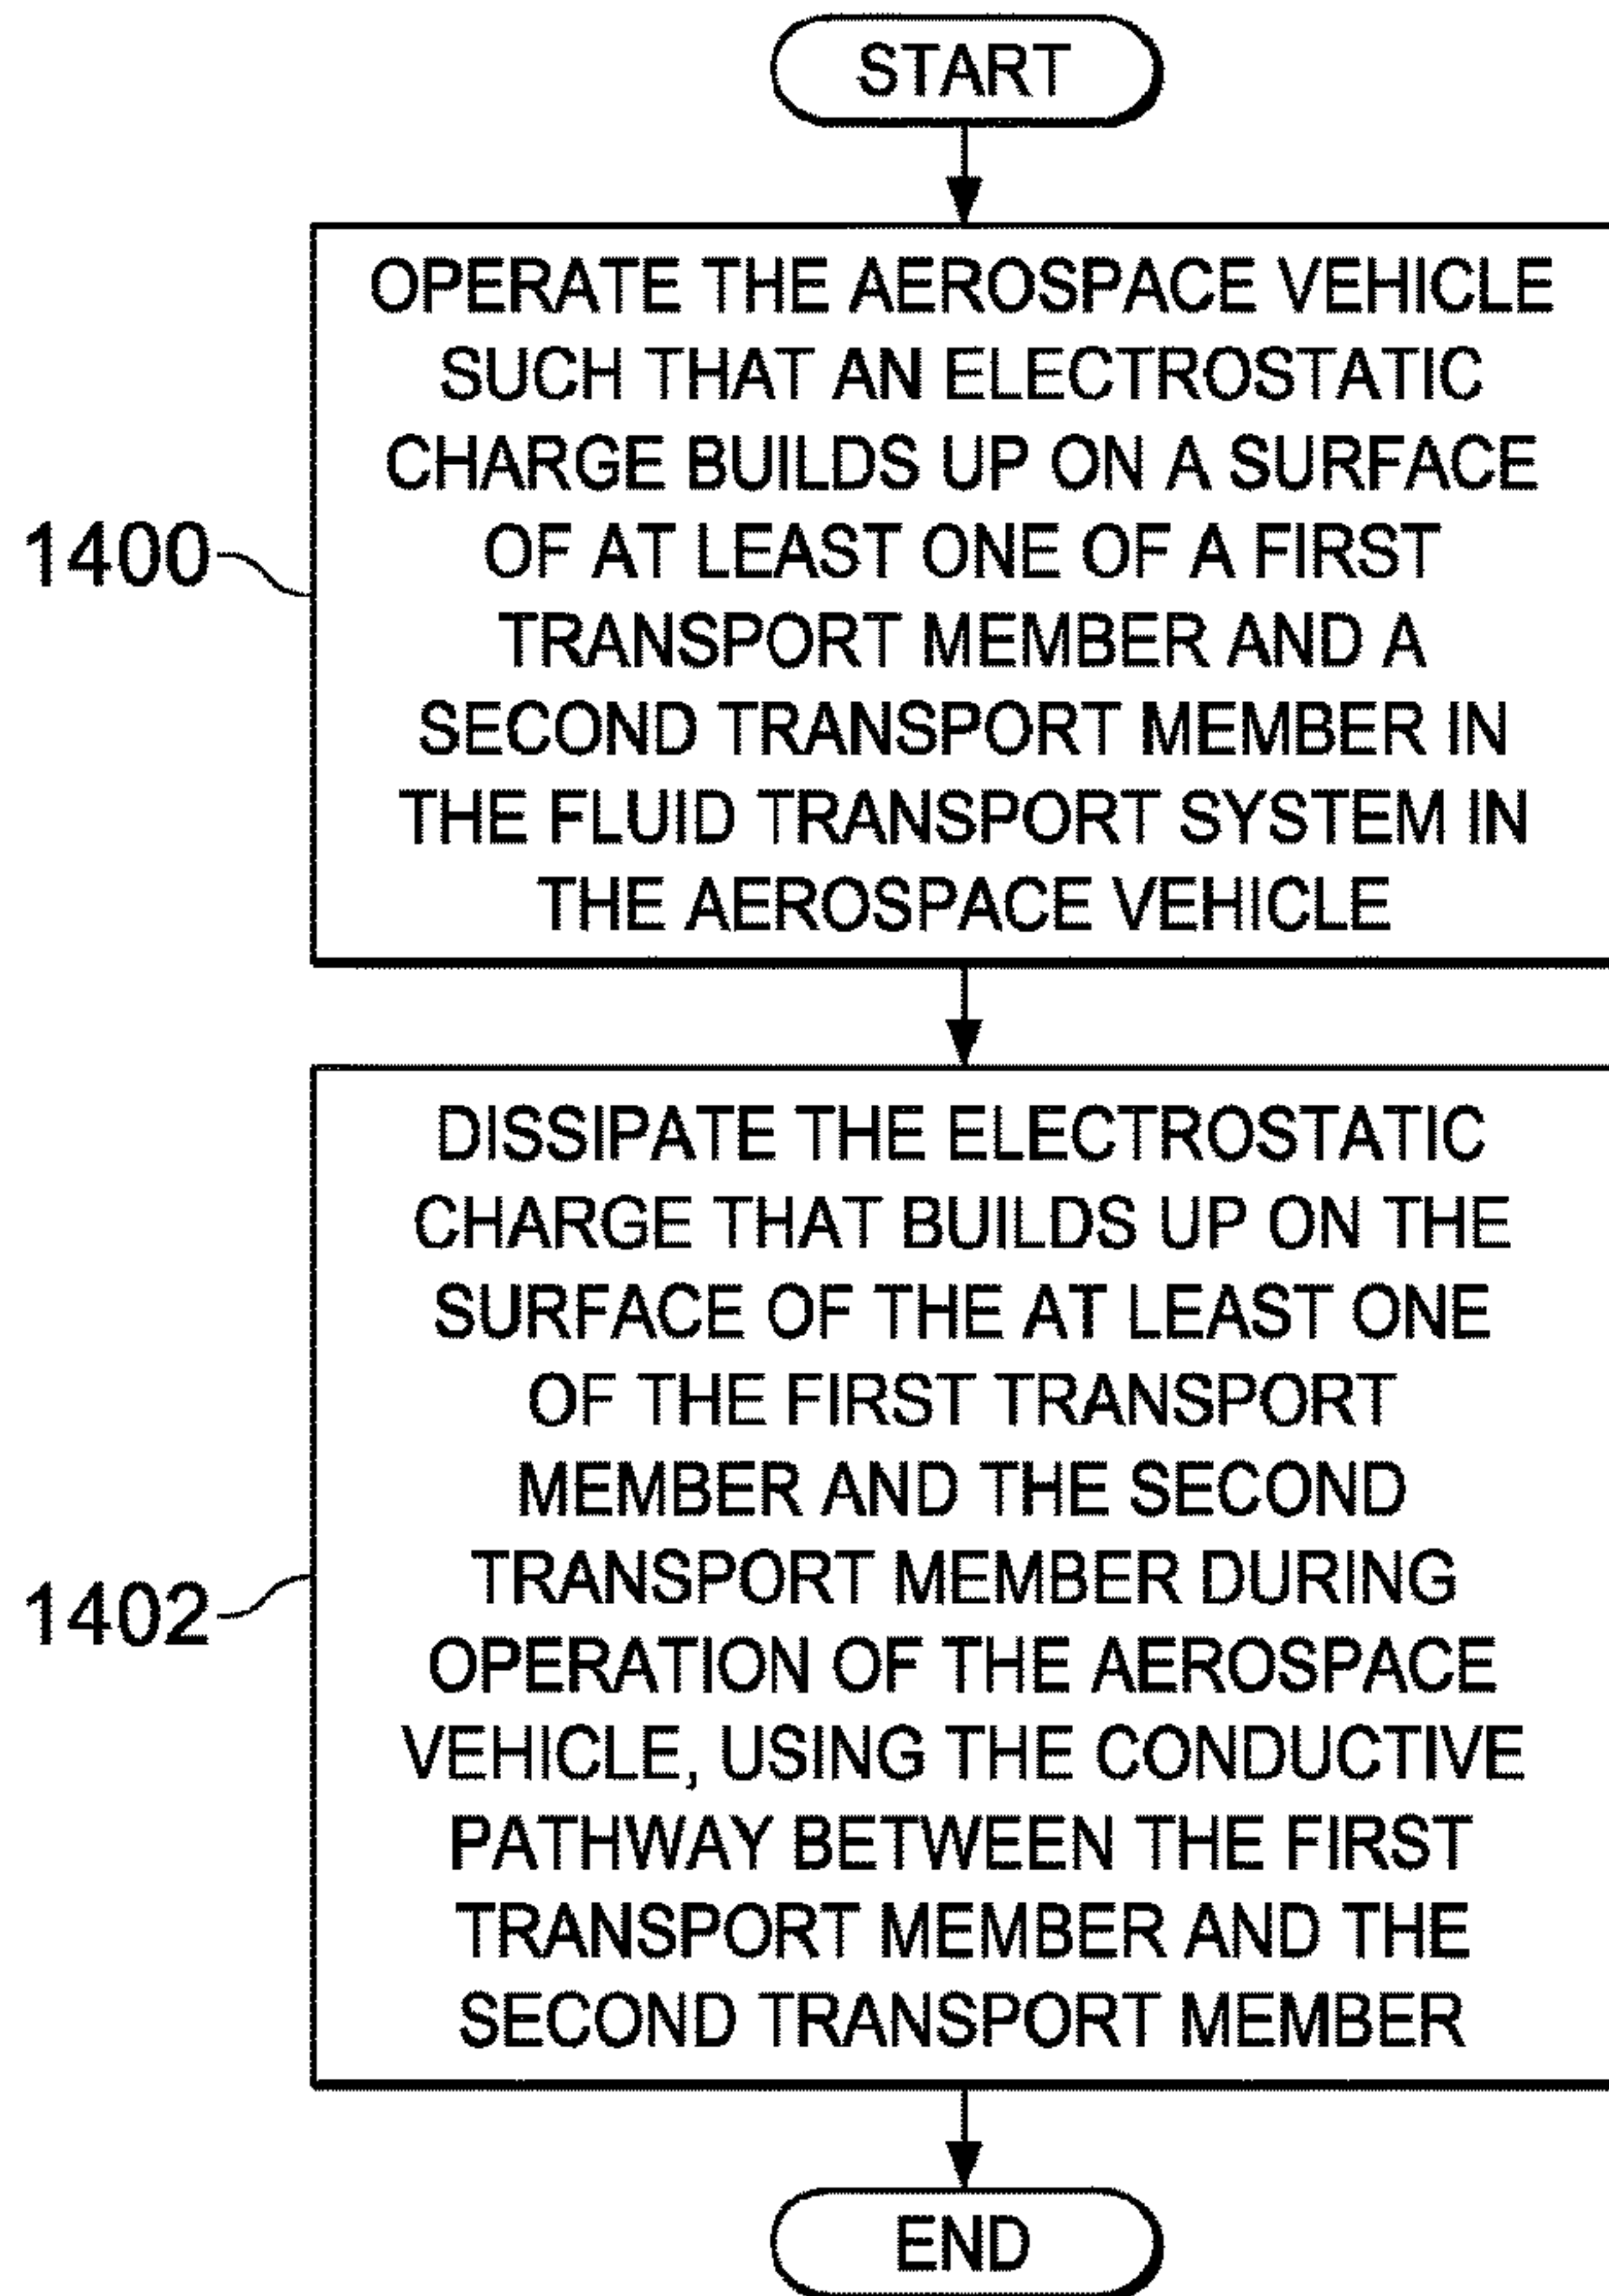 START
OPERATE THE AEROSPACE VEHICLE
SUCH THAT AN ELECTROSTATIC
CHARGE BUILDS UP ON A SURFACE
OF AT LEAST ONE OF A FIRST
TRANSPORT MEMBER AND A
SECOND TRANSPORT MEMBER IN
THE FLUID TRANSPORT SYSTEM IN
THE AEROSPACE VEHICLE
1400
DISSIPATE THE ELECTROSTATIC
CHARGE THAT BUILDS UP ON THE
SURFACE OF THE AT LEAST ONE
OF THE FIRST TRANSPORT
MEMBER AND THE SECOND
TRANSPORT MEMBER DURING
OPERATION OF THE AEROSPACE
VEHICLE, USING THE CONDUCTIVE
PATHWAY BETWEEN THE FIRST
TRANSPORT MEMBER AND THE
SECOND TRANSPORT MEMBER
1402
END